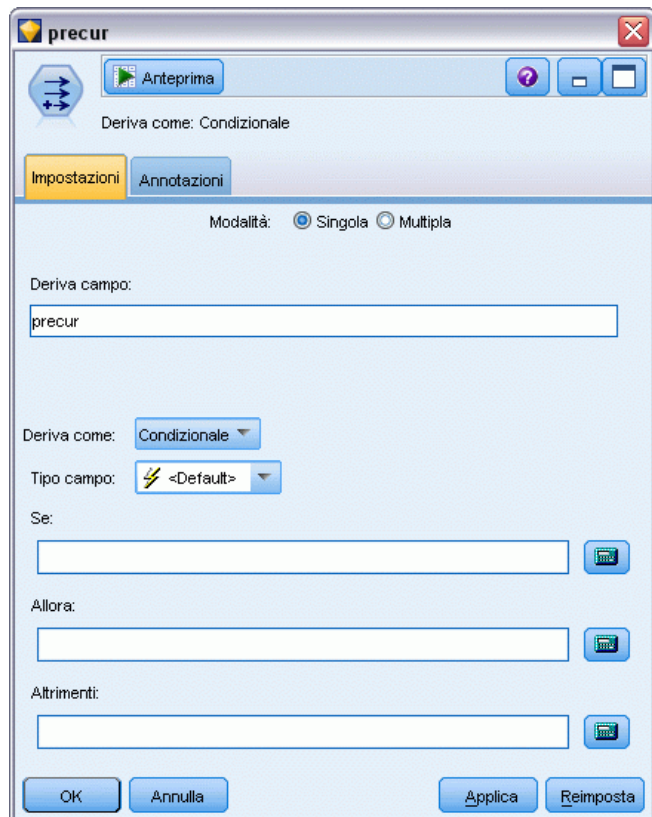 precur
Anteprima
Deriva come: Condizionale
Impostazioni Annotazioni
Modalità: Singola Multipla
Deriva campo:
precur
Deriva come: Condizionale
Tipo campo: <Default>
Se:
Allora:
Altrimenti:
OK Annulla Applica Reimposta